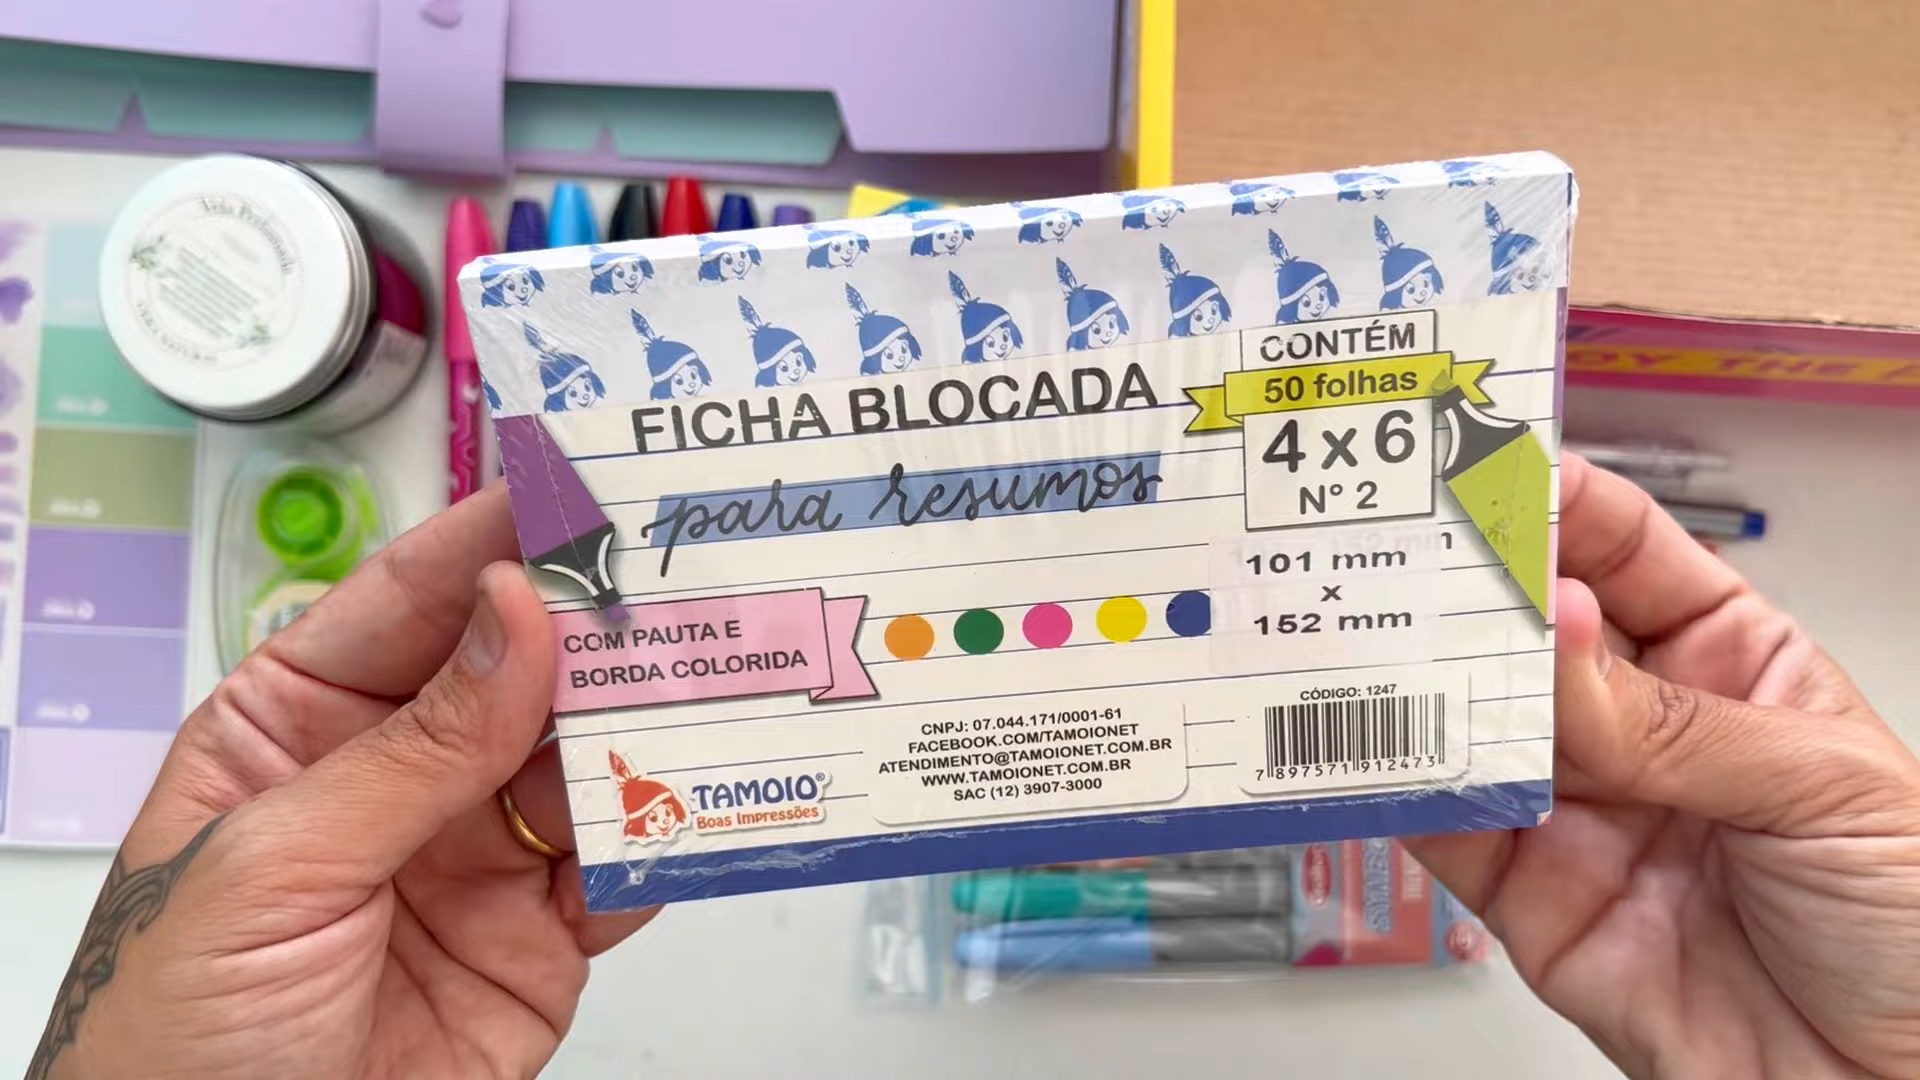 FICHA BLOCADA
para resumos
CONTÉM
50 folhas
4 x 6
N° 2
101 mm
x
152 mm
COM PAUTA E
BORDA COLORIDA
TAMOIO®
Boas Impressões
CNPJ: 07.044.171/0001-61
FACEBOOK.COM/TAMOIONET
ATENDIMENTO@TAMOIONET.COM.BR
WWW.TAMOIONET.COM.BR
SAC (12) 3907-3000
CÓDIGO: 1247
7 897571 912473